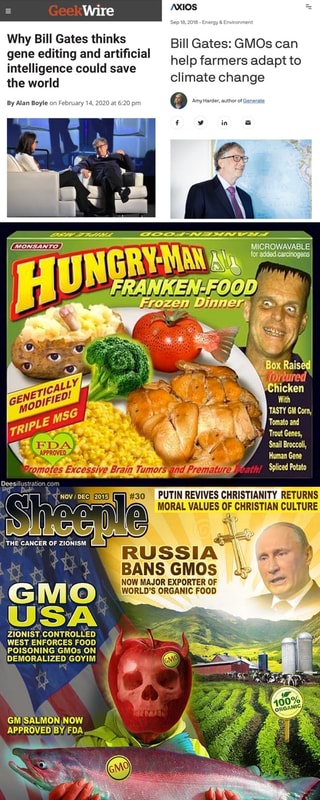 GeekWire
Why Bill Gates thinks
gene editing and artificial
intelligence could save
the world
By Alan Boyle on February 14, 2020 at 6:20 pm
AXIOS
Sep 18, 2018 - Energy & Environment
Bill Gates: GMOs can
help farmers adapt to
climate change
Amy Harder, author of Generate
FRANKEN-FOOD
TRIPLE MSG
MONSANTO
MICROWAVABLE
for added carcinogens
HUNGRY-MAN
FRANKEN-FOOD
Frozen Dinner
Box Raised
Tortured
Chicken
With
TASTY GM Corn,
Tomato and
Trout Genes,
Snail Broccoli,
Human Gene
Spliced Potato
GENETICALLY
MODIFIED!
TRIPLE MSG
FDA
APPROVED
Promotes Excessive Brain Tumors and Premature Death!
Deesillustration.com
NOV / DEC 2015 #30
Sheeple
THE CANCER OF ZIONISM
PUTIN REVIVES CHRISTIANITY RETURNS
MORAL VALUES OF CHRISTIAN CULTURE
RUSSIA
BANS GMOs
NOW MAJOR EXPORTER OF
WORLD'S ORGANIC FOOD
GMO
USA
ZIONIST CONTROLLED
WEST ENFORCES FOOD
POISONING GMOs ON
DEMORALIZED GOYIM
GMO
100%
ORGANIC
GM SALMON NOW
APPROVED BY FDA
GMO